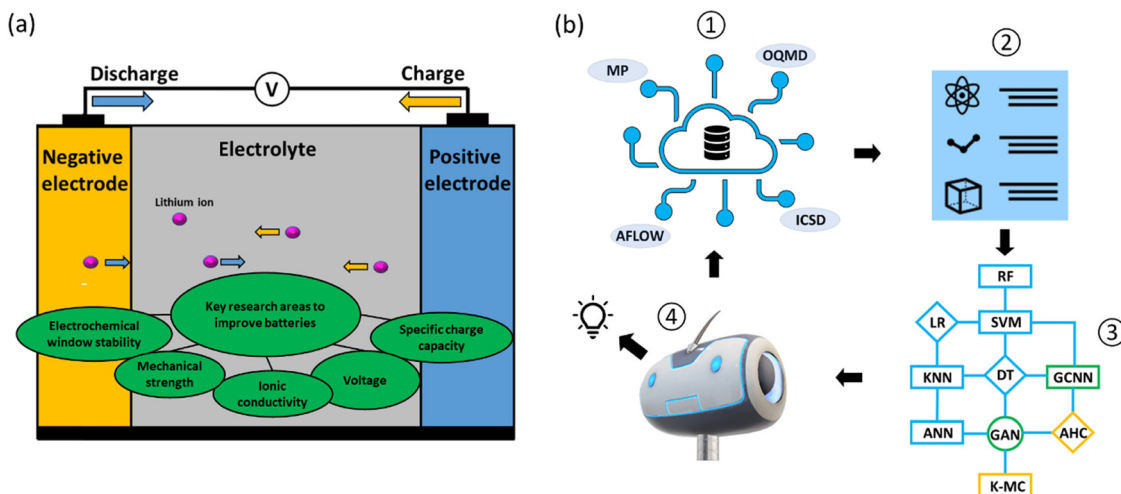 (a)
Discharge
Charge
V
Negative
electrode
Electrolyte
Positive
electrode
Lithium ion
Key research areas to
improve batteries
Electrochemical
window stability
Mechanical
strength
Ionic
conductivity
Voltage
Specific charge
capacity
(b)
1
MP
OQMD
AFLOW
ICSD
2
3
RF
LR
SVM
KNN
DT
GCNN
ANN
GAN
AHC
K-MC
4